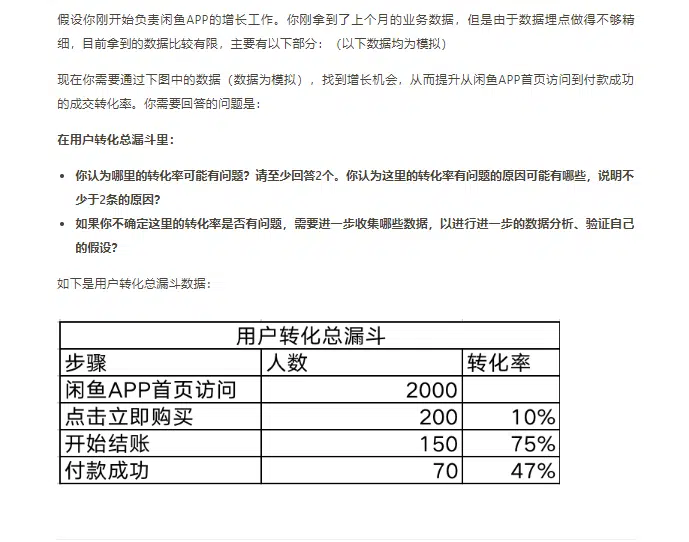 假设你刚开始负责闲鱼APP的增长工作。你刚拿到了上个月的业务数据，但是由于数据埋点做得不够精
细，目前拿到的数据比较有限，主要有以下部分：（以下数据均为模拟）
现在你需要通过下图中的数据（数据为模拟），找到增长机会，从而提升从闲鱼APP首页访问到付款成功
的成交转化率。你需要回答的问题是：
在用户转化总漏斗里：
• 你认为哪里的转化率可能有问题？请至少回答2个。你认为这里的转化率有问题的原因可能有哪些，说明不
少于2条的原因？
• 如果你不确定这里的转化率是否有问题，需要进一步收集哪些数据，以进行进一步的数据分析、验证自己
的假设？
如下是用户转化总漏斗数据：
用户转化总漏斗
步骤 人数 转化率
闲鱼APP首页访问 2000
点击立即购买 200 10%
开始结账 150 75%
付款成功 70 47%